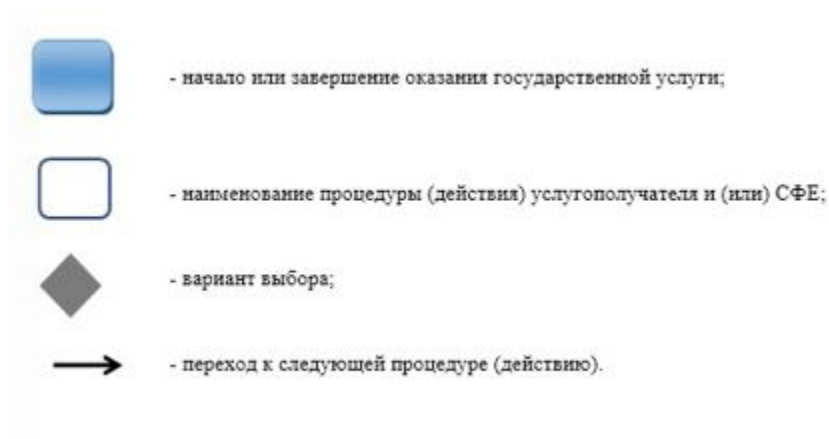 - начало или завершение оказания государственной услуги;
- наименование процедуры (действия) услугополучателя и (или) СФЕ;
- вариант выбора;
- переход к следующей процедуре (действию).